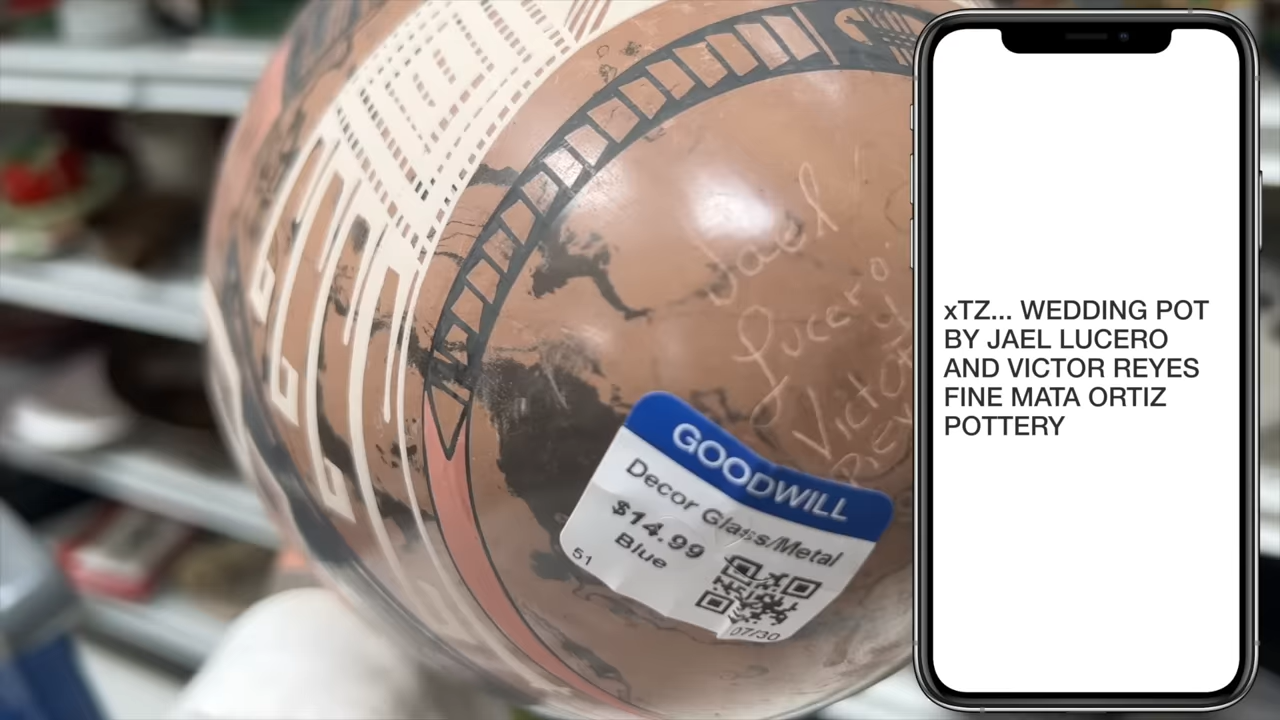 Jael
Lucero
Victor
GOODWILL
Decor Glass/Metal
$14.99
Blue
51
07/30
xTZ... WEDDING POT
BY JAEL LUCERO
AND VICTOR REYES
FINE MATA ORTIZ
POTTERY